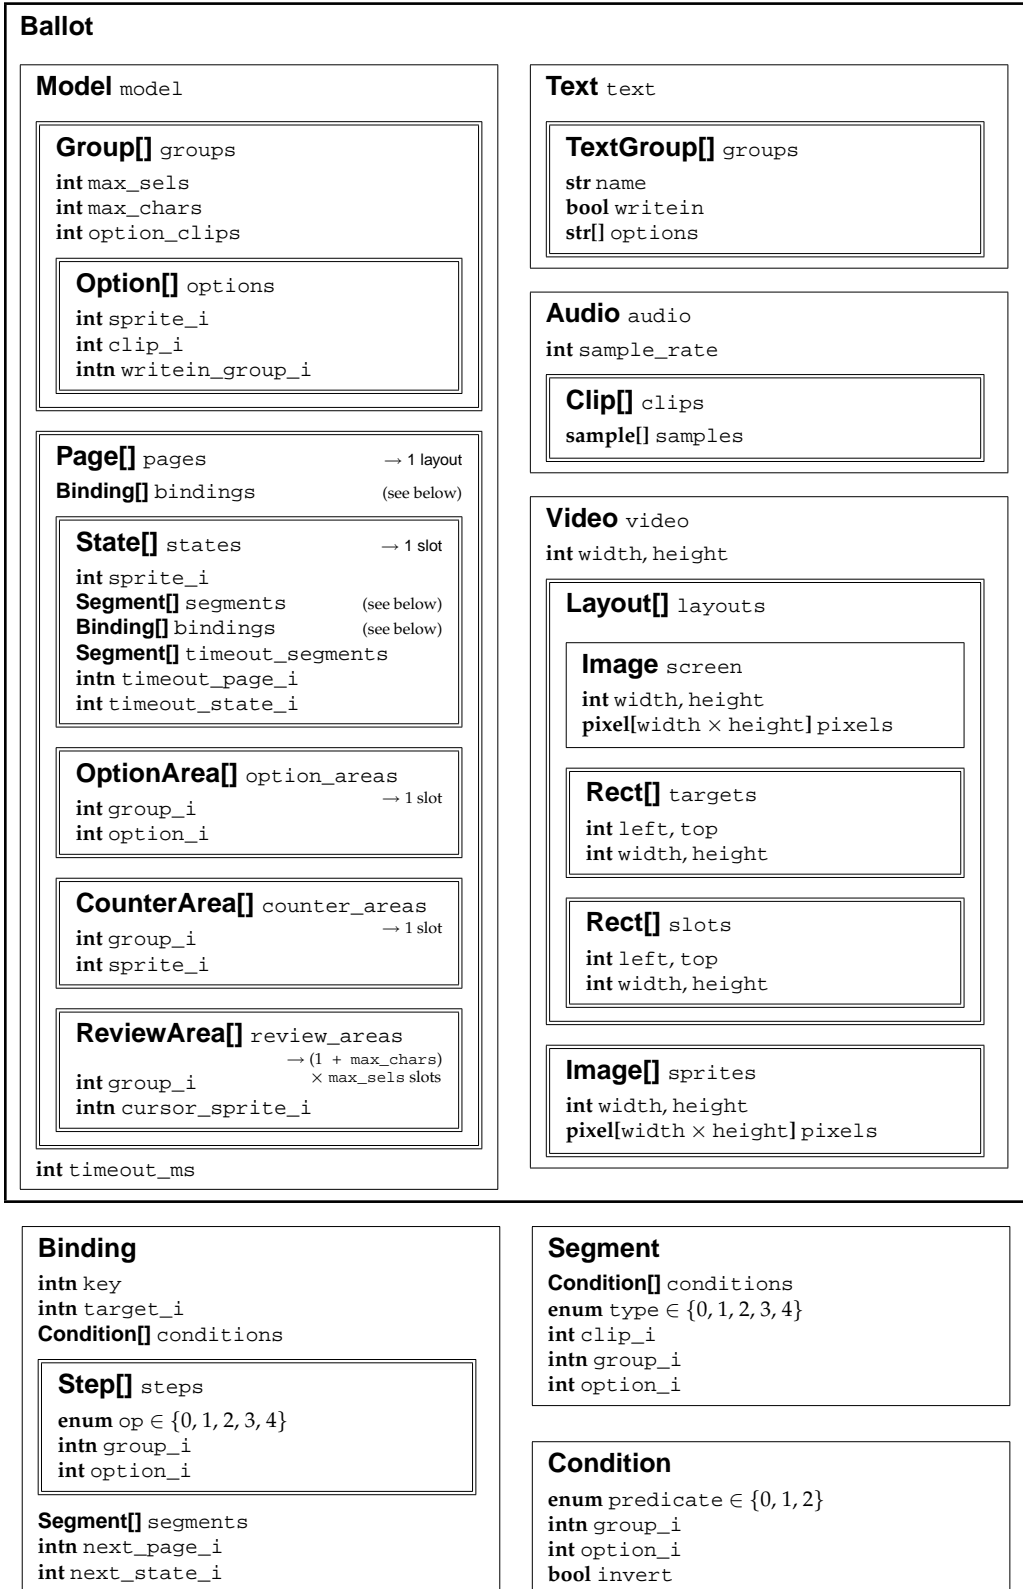 Ballot
Model model
Group[] groups
int max_sels
int max_chars
int option_clips
Option[] options
int sprite_i
int clip_i
intn writein_group_i
Page[] pages → 1 layout
Binding[] bindings (see below)
State[] states → 1 slot
int sprite_i
Segment[] segments (see below)
Binding[] bindings (see below)
Segment[] timeout_segments
intn timeout_page_i
int timeout_state_i
OptionArea[] option_areas
→ 1 slot
int group_i
int option_i
CounterArea[] counter_areas
→ 1 slot
int group_i
int sprite_i
ReviewArea[] review_areas
→ (1 + max_chars)
int group_i × max_sels slots
intn cursor_sprite_i
int timeout_ms
Text text
TextGroup[] groups
str name
bool writein
str[] options
Audio audio
int sample_rate
Clip[] clips
sample[] samples
Video video
int width, height
Layout[] layouts
Image screen
int width, height
pixel[width × height] pixels
Rect[] targets
int left, top
int width, height
Rect[] slots
int left, top
int width, height
Image[] sprites
int width, height
pixel[width × height] pixels
Binding
intn key
intn target_i
Condition[] conditions
Step[] steps
enum op ∈ {0, 1, 2, 3, 4}
intn group_i
int option_i
Segment[] segments
intn next_page_i
int next_state_i
Segment
Condition[] conditions
enum type ∈ {0, 1, 2, 3, 4}
int clip_i
intn group_i
int option_i
Condition
enum predicate ∈ {0, 1, 2}
intn group_i
int option_i
bool invert